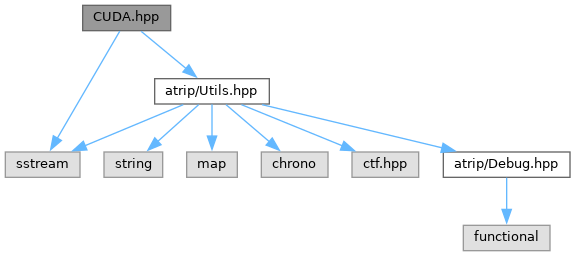 CUDA.hpp
atrip/Utils.hpp
sstream
string
map
chrono
ctf.hpp
atrip/Debug.hpp
functional